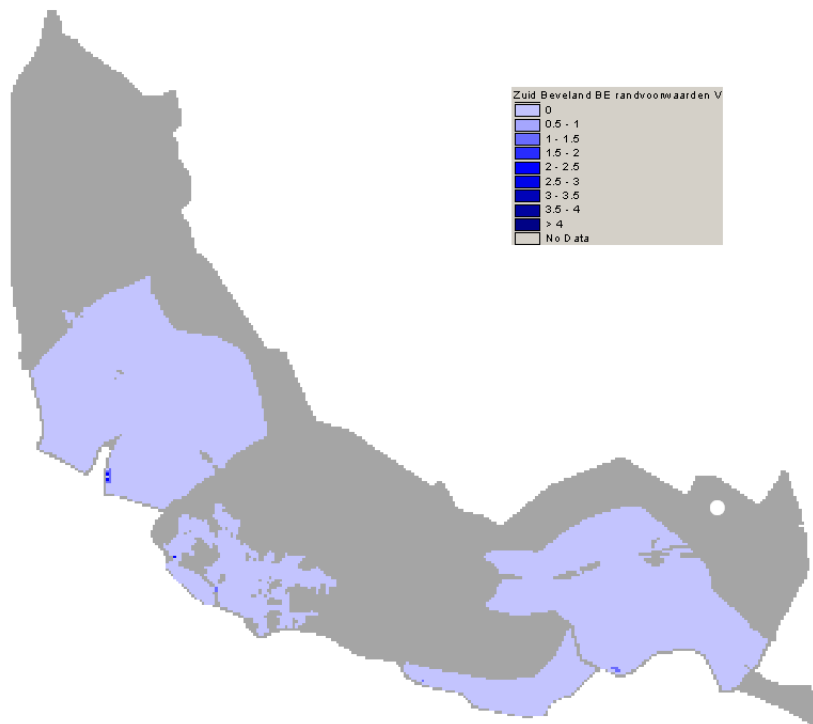 Zuid Beveland BE randvoorwaarden V
0
0.5 - 1
1 - 1.5
1.5 - 2
2 - 2.5
2.5 - 3
3 - 3.5
3.5 - 4
> 4
No Data